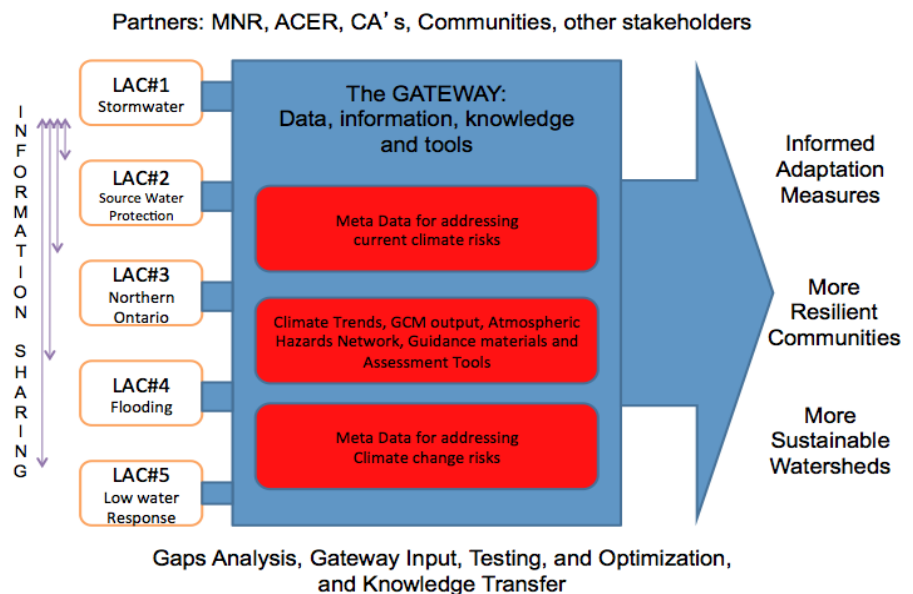 Partners: MNR, ACER, CA's, Communities, other stakeholders
INFORMATION SHARING
LAC#1
Stormwater
LAC#2
Source Water
Protection
LAC#3
Northern
Ontario
LAC#4
Flooding
LAC#5
Low water
Response
The GATEWAY:
Data, information, knowledge
and tools
Meta Data for addressing
current climate risks
Climate Trends, GCM output, Atmospheric
Hazards Network, Guidance materials and
Assessment Tools
Meta Data for addressing
Climate change risks
Informed
Adaptation
Measures
More
Resilient
Communities
More
Sustainable
Watersheds
Gaps Analysis, Gateway Input, Testing, and Optimization,
and Knowledge Transfer